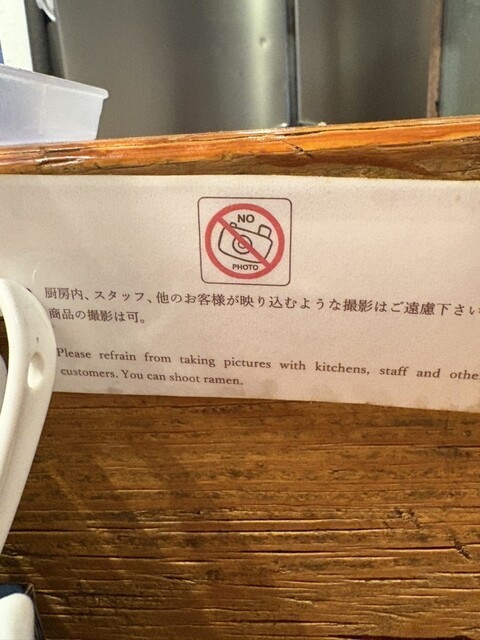 NO
PHOTO
厨房内、スタッフ、他のお客様が映り込むような撮影はご遠慮下さい
商品の撮影は可。
Please refrain from taking pictures with kitchens, staff and othe
customers. You can shoot ramen.